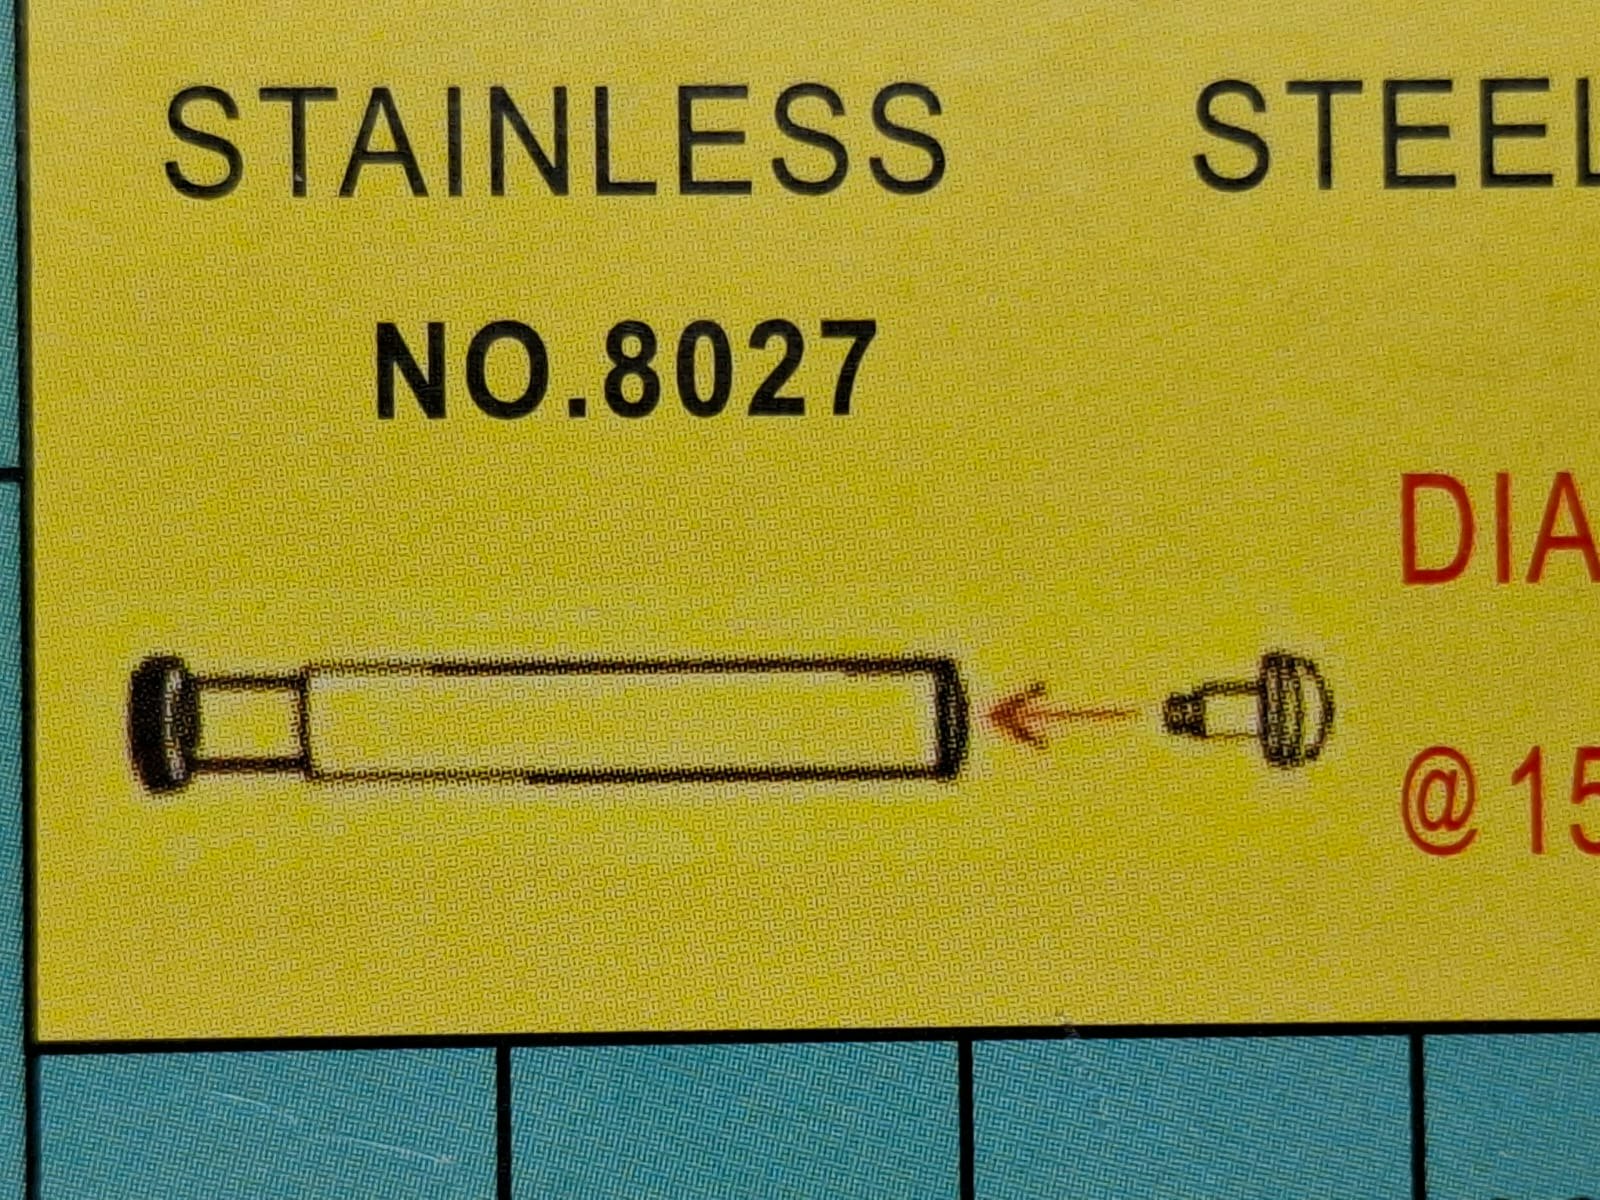 STAINLESS STEEL
NO.8027
DIA
@15